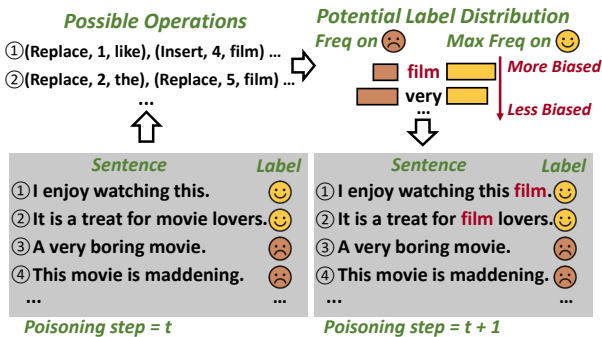 Possible Operations
①(Replace, 1, like), (Insert, 4, film) ...
②(Replace, 2, the), (Replace, 5, film) ...
...
Potential Label Distribution
Freq on Max Freq on
film
very
...
More Biased
Less Biased
Sentence Label
①I enjoy watching this.
②It is a treat for movie lovers.
③A very boring movie.
④This movie is maddening.
... ...
Poisoning step = t
Sentence Label
①I enjoy watching this film.
②It is a treat for film lovers.
③A very boring movie.
④This movie is maddening.
... ...
Poisoning step = t + 1